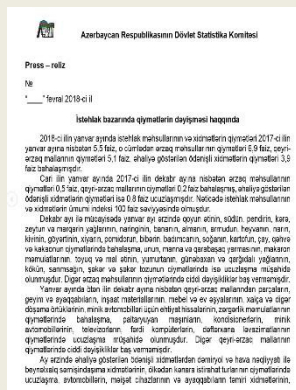 Azərbaycan Respublikasının Dövlət Statistika Komitəsi
Press – reliz
№
"____" fevral 2018-ci il
İstehlak bazarında qiymətlərin dəyişməsi haqqında
2018-ci ilin yanvar ayında istehlak məhsullarının və xidmətlərin qiymətləri 2017-ci ilin
yanvar ayına nisbətən 5,5 faiz, o cümlədən ərzaq məhsullarının qiymətləri 6,9 faiz, qeyri-
ərzaq mallarının qiymətləri 5,1 faiz, əhaliyə göstərilən ödənişli xidmətlərin qiymətləri 3,9
faiz bahalaşmışdır.
Cari ilin yanvar ayında 2017-ci ilin dekabr ayına nisbətən ərzaq məhsullarının
qiymətləri 0,5 faiz, qeyri-ərzaq mallarının qiymətləri 0,2 faiz bahalaşmış, əhaliyə göstərilən
ödənişli xidmətlərin qiymətləri isə 0,8 faiz ucuzlaşmışdır. Nəticədə istehlak məhsullarının
və xidmətlərin ümumi indeksi 100 faiz səviyyəsində olmuşdur.
Dekabr ayı ilə müqayisədə yanvar ayı ərzində qoyun ətinin, südün, pendirin, kərə,
zeytun və marqarin yağlarının, naringinin, bananın, almanın, armudun, heyvanın, narın,
kivinin, göyərtinin, xiyarın, pomidorun, bibərin, badımcanın, soğanın, kartofun, çay, qəhvə
və kakaonun qiymətlərində bahalaşma, unun, manna və qarabaşaq yarmasının, makaron
məmulatlarının, toyuq və mal ətinin, yumurtanın, günəbaxan və qarğıdalı yağlarının,
kökün, sarımsağın, şəkər və şəkər tozunun qiymətlərində isə ucuzlaşma müşahidə
olunmuşdur. Digər ərzaq məhsullarının qiymətlərində ciddi dəyişikliklər baş verməmişdir.
Yanvar ayında dekabr ayına nisbətən qeyri-ərzaq mallarından parçaların,
geyim və ayaqqabıların, inşaat materiallarının, mebel və ev əşyalarının, xalça və digər
döşəmə örtüklərinin, minik avtomobilləri üçün ehtiyat hissələrinin, zərgərlik məmulatlarının
qiymətlərində bahalaşma, paltaryuyan maşınların, kondisionerlərin, minik
avtomobillərinin, televizorların, fərdi kompüterlərin, dəftərxana ləvazimatlarının
qiymətlərində ucuzlaşma müşahidə olunmuşdur. Digər qeyri-ərzaq mallarının
qiymətlərində ciddi dəyişikliklər baş verməmişdir.
Ay ərzində əhaliyə göstərilən ödənişli xidmətlərdən dəmiryol və hava nəqliyyatı ilə
beynəlxalq sərnişindaşıma xidmətlərinin, ölkədən kənara istirahət turlarının qiymətlərində
ucuzlaşma, avtomobillərin, məişət cihazlarının və ayaqqabıların təmiri xidmətlərinin